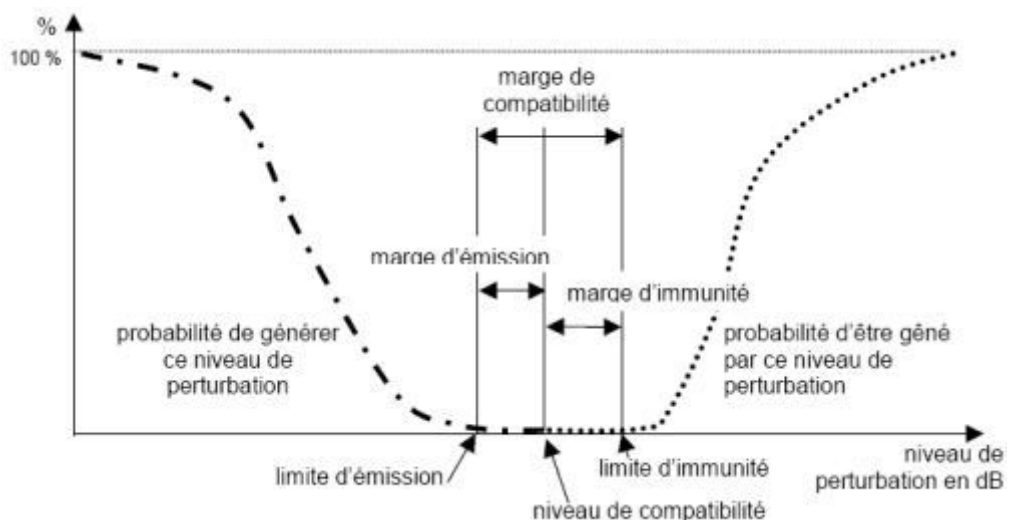 %
100 %
marge de
compatibilité
marge d'émission
marge d'immunité
probabilité de générer
ce niveau de
perturbation
probabilité d'être gêné
par ce niveau de
perturbation
limite d'émission
limite d'immunité
niveau de compatibilité
niveau de
perturbation en dB